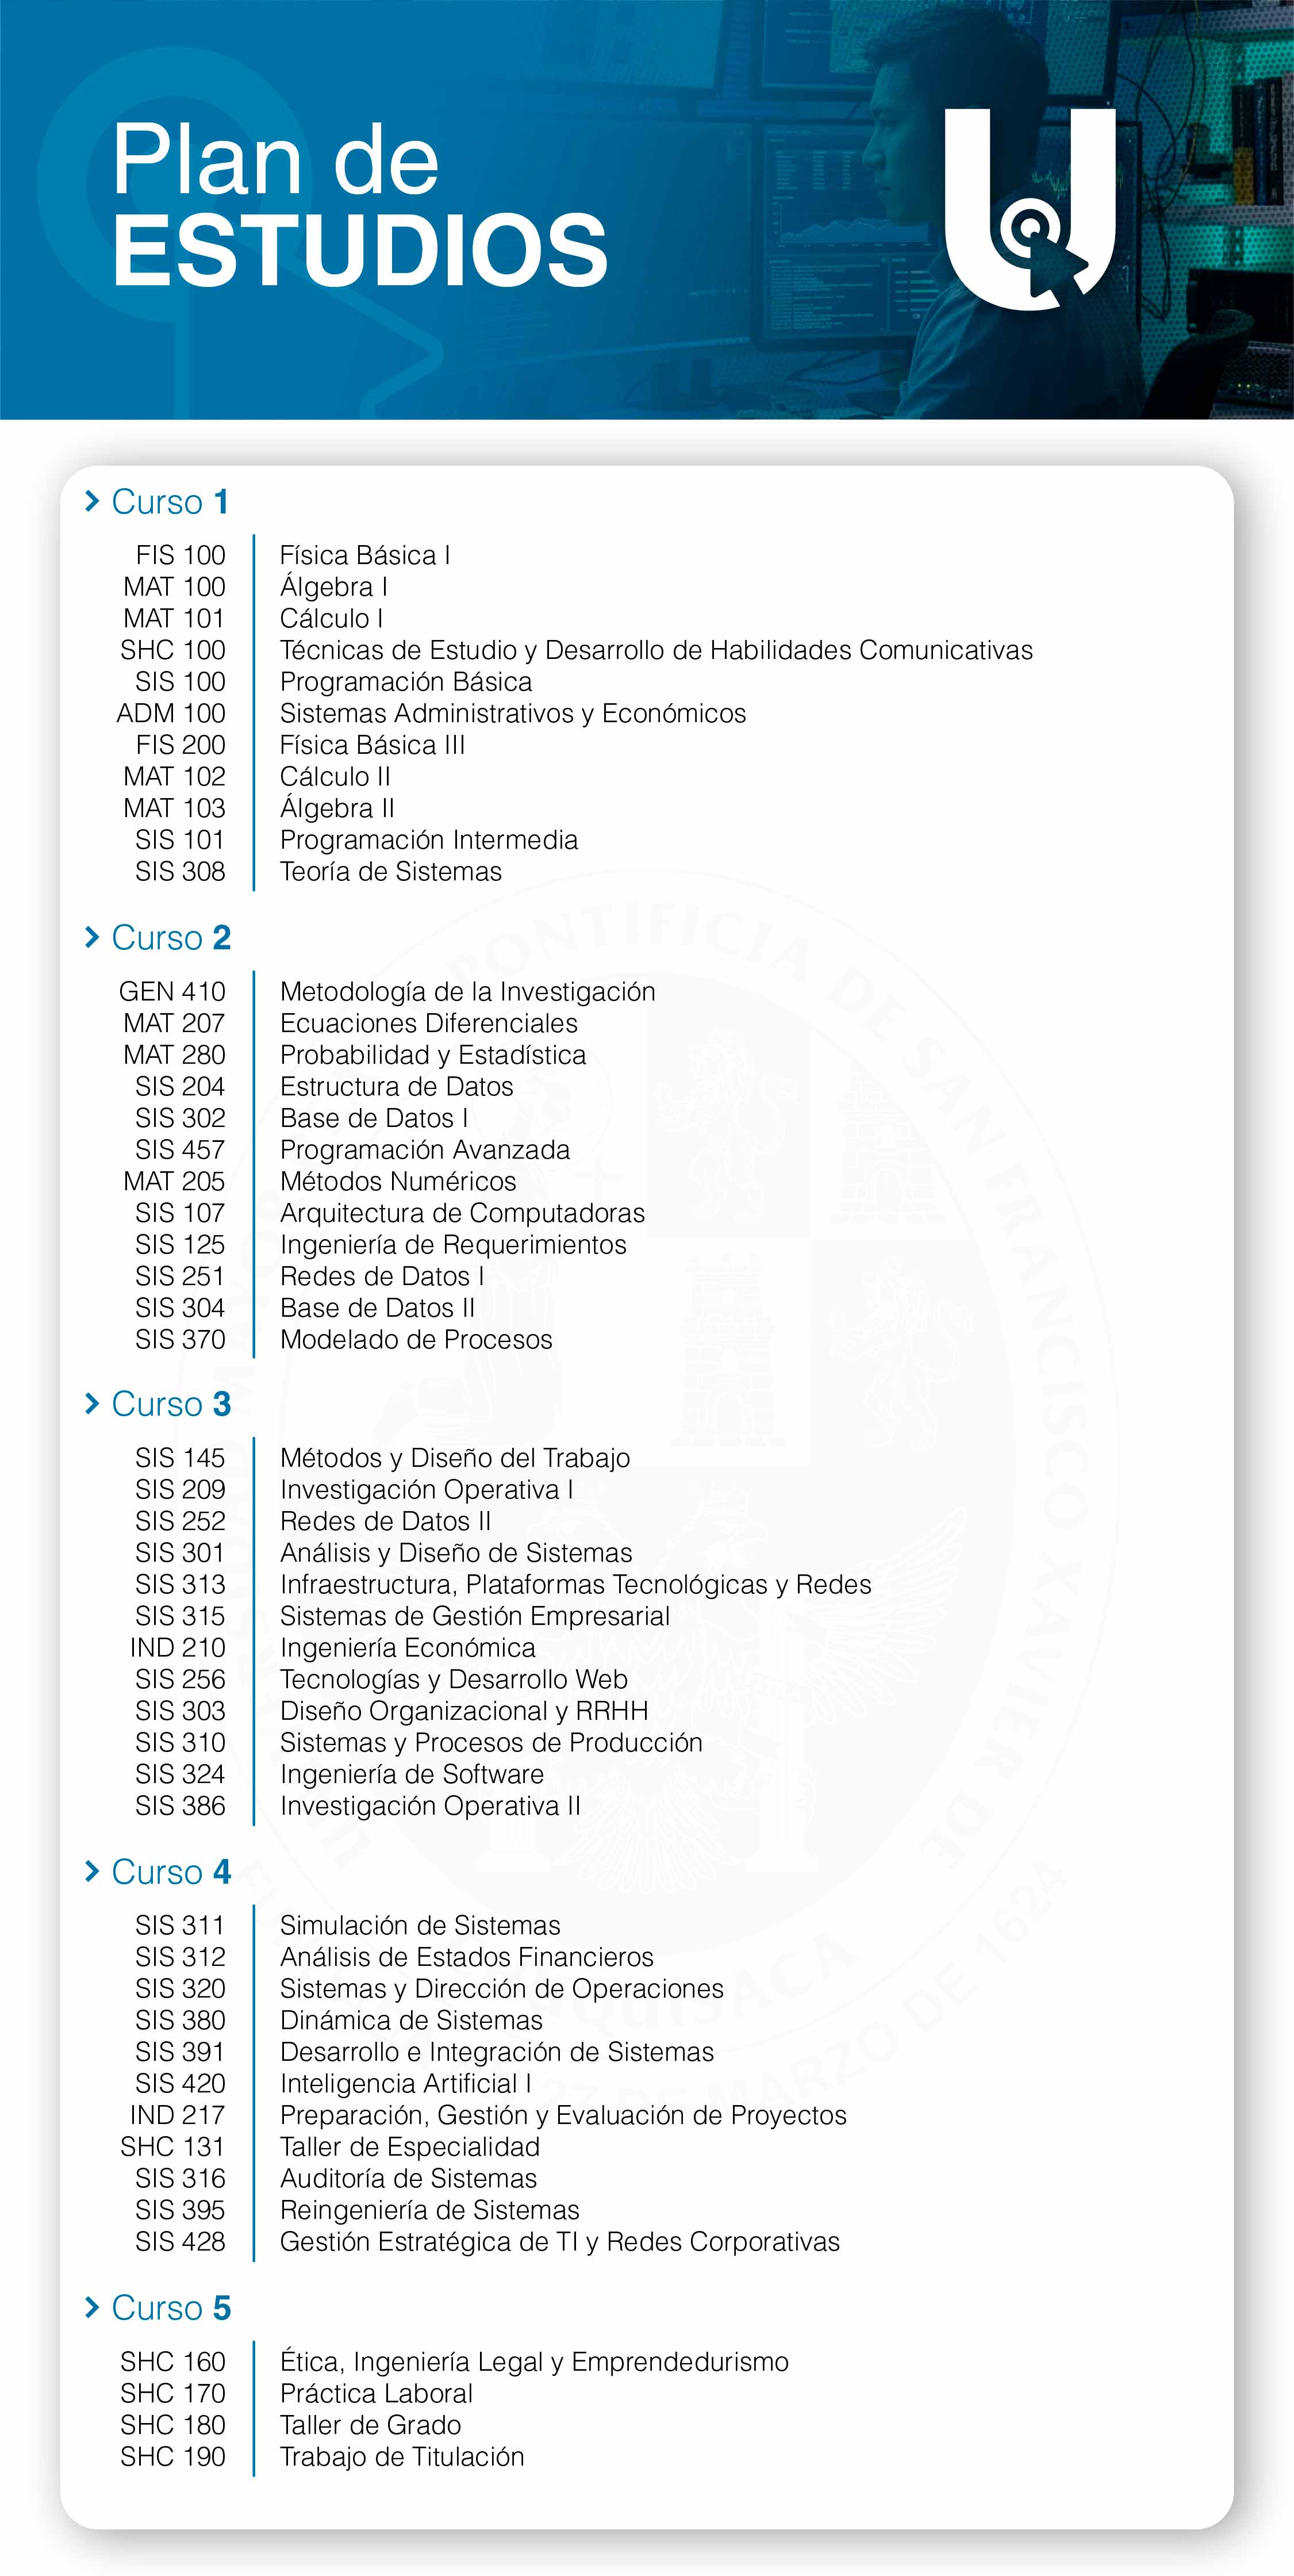 Plan de
ESTUDIOS
Curso 1
FIS 100 Física Básica I
MAT 100 Álgebra I
MAT 101 Cálculo I
SHC 100 Técnicas de Estudio y Desarrollo de Habilidades Comunicativas
SIS 100 Programación Básica
ADM 100 Sistemas Administrativos y Económicos
FIS 200 Física Básica III
MAT 102 Cálculo II
MAT 103 Álgebra II
SIS 101 Programación Intermedia
SIS 308 Teoría de Sistemas
Curso 2
GEN 410 Metodología de la Investigación
MAT 207 Ecuaciones Diferenciales
MAT 280 Probabilidad y Estadística
SIS 204 Estructura de Datos
SIS 302 Base de Datos I
SIS 457 Programación Avanzada
MAT 205 Métodos Numéricos
SIS 107 Arquitectura de Computadoras
SIS 125 Ingeniería de Requerimientos
SIS 251 Redes de Datos I
SIS 304 Base de Datos II
SIS 370 Modelado de Procesos
Curso 3
SIS 145 Métodos y Diseño del Trabajo
SIS 209 Investigación Operativa I
SIS 252 Redes de Datos II
SIS 301 Análisis y Diseño de Sistemas
SIS 313 Infraestructura, Plataformas Tecnológicas y Redes
SIS 315 Sistemas de Gestión Empresarial
IND 210 Ingeniería Económica
SIS 256 Tecnologías y Desarrollo Web
SIS 303 Diseño Organizacional y RRHH
SIS 310 Sistemas y Procesos de Producción
SIS 324 Ingeniería de Software
SIS 386 Investigación Operativa II
Curso 4
SIS 311 Simulación de Sistemas
SIS 312 Análisis de Estados Financieros
SIS 320 Sistemas y Dirección de Operaciones
SIS 380 Dinámica de Sistemas
SIS 391 Desarrollo e Integración de Sistemas
SIS 420 Inteligencia Artificial I
IND 217 Preparación, Gestión y Evaluación de Proyectos
SHC 131 Taller de Especialidad
SIS 316 Auditoría de Sistemas
SIS 395 Reingeniería de Sistemas
SIS 428 Gestión Estratégica de TI y Redes Corporativas
Curso 5
SHC 160 Ética, Ingeniería Legal y Emprendedurismo
SHC 170 Práctica Laboral
SHC 180 Taller de Grado
SHC 190 Trabajo de Titulación
PONTIFICIA DE SAN FRANCISCO XAVIER DE
27 DE MARZO DE 1624